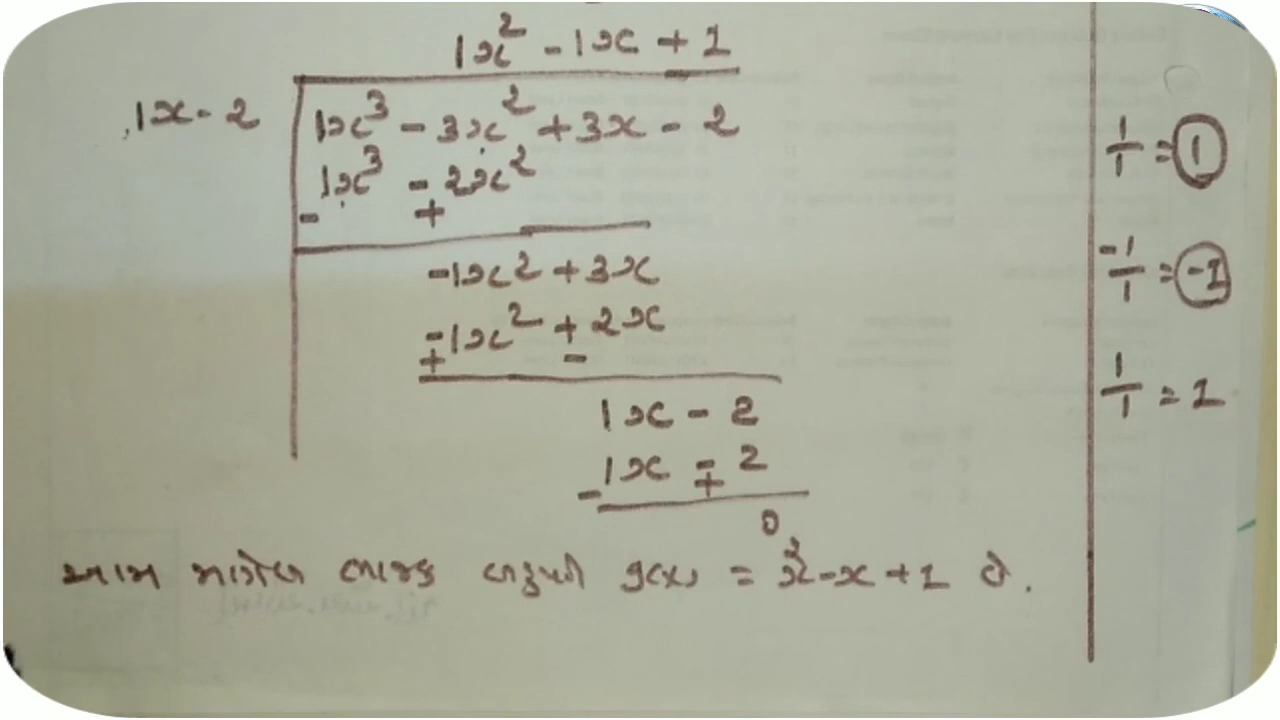 1x² - 1x + 1
1x - 2
1x³ - 3x² + 3x - 2
1x³ - 2x²
- +
-1x² + 3x
-1x² + 2x
+ -
1x - 2
1x - 2
- +
0
આમ માંગેલ ભાજક બહુપદી g(x) = x² - x + 1 છે.
1/1 = 1
-1/1 = -1
1/1 = 1